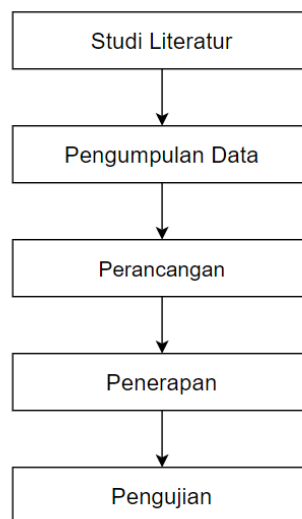 Studi Literatur
Pengumpulan Data
Perancangan
Penerapan
Pengujian